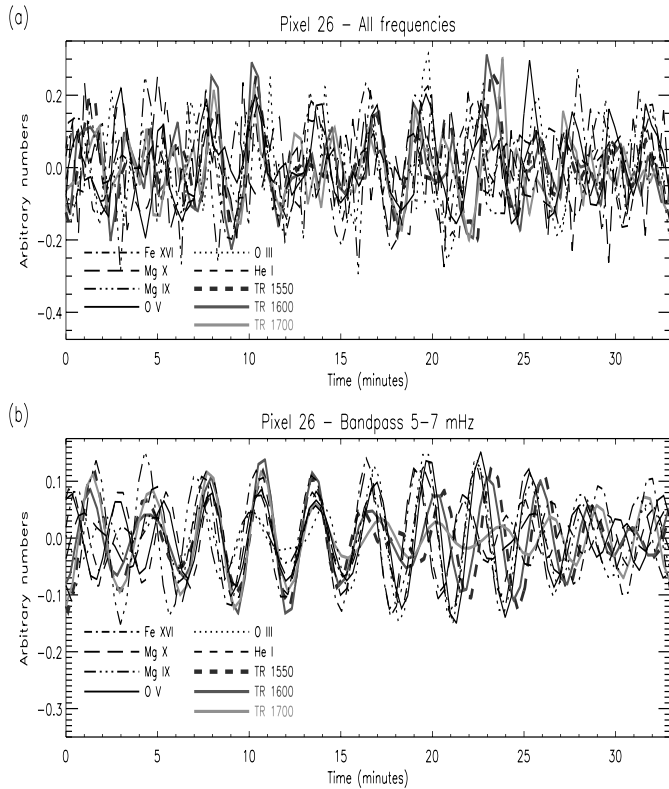 (a)
Pixel 26 – All frequencies
Arbitrary numbers
0.2
0.0
-0.2
-0.4
Fe XVI
Mg X
Mg IX
O V
O III
He I
TR 1550
TR 1600
TR 1700
0 5 10 15 20 25 30
Time (minutes)
(b)
Pixel 26 – Bandpass 5–7 mHz
Arbitrary numbers
0.1
0.0
-0.1
-0.2
-0.3
Fe XVI
Mg X
Mg IX
O V
O III
He I
TR 1550
TR 1600
TR 1700
0 5 10 15 20 25 30
Time (minutes)